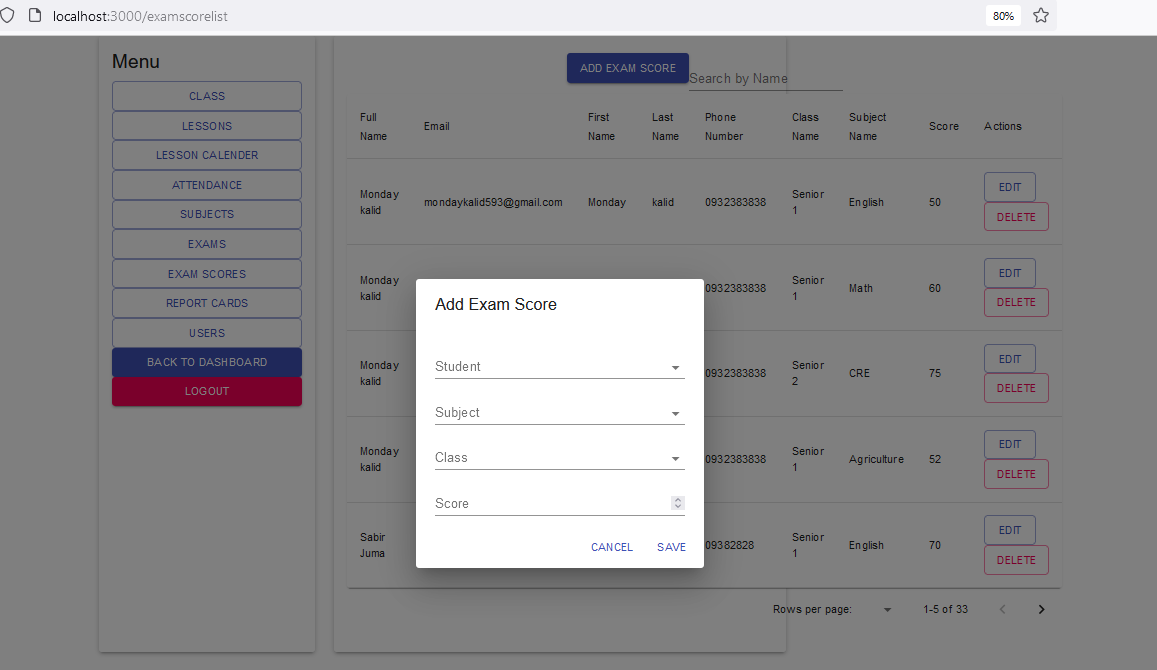 localhost:3000/examscorelist
80%
Menu
CLASS
LESSONS
LESSON CALENDER
ATTENDANCE
SUBJECTS
EXAMS
EXAM SCORES
REPORT CARDS
USERS
BACK TO DASHBOARD
LOGOUT
ADD EXAM SCORE
Search by Name
Full Name Email First Name Last Name Phone Number Class Name Subject Name Score Actions
Monday kalid mondaykalid593@gmail.com Monday kalid 0932383838 Senior 1 English 50 EDIT DELETE
Monday kalid 0932383838 Senior 1 Math 60 EDIT DELETE
Monday kalid 0932383838 Senior 2 CRE 75 EDIT DELETE
Monday kalid 0932383838 Senior 1 Agriculture 52 EDIT DELETE
Sabir Juma 09382828 Senior 1 English 70 EDIT DELETE
Rows per page: 1-5 of 33
Add Exam Score
Student
Subject
Class
Score
CANCEL SAVE